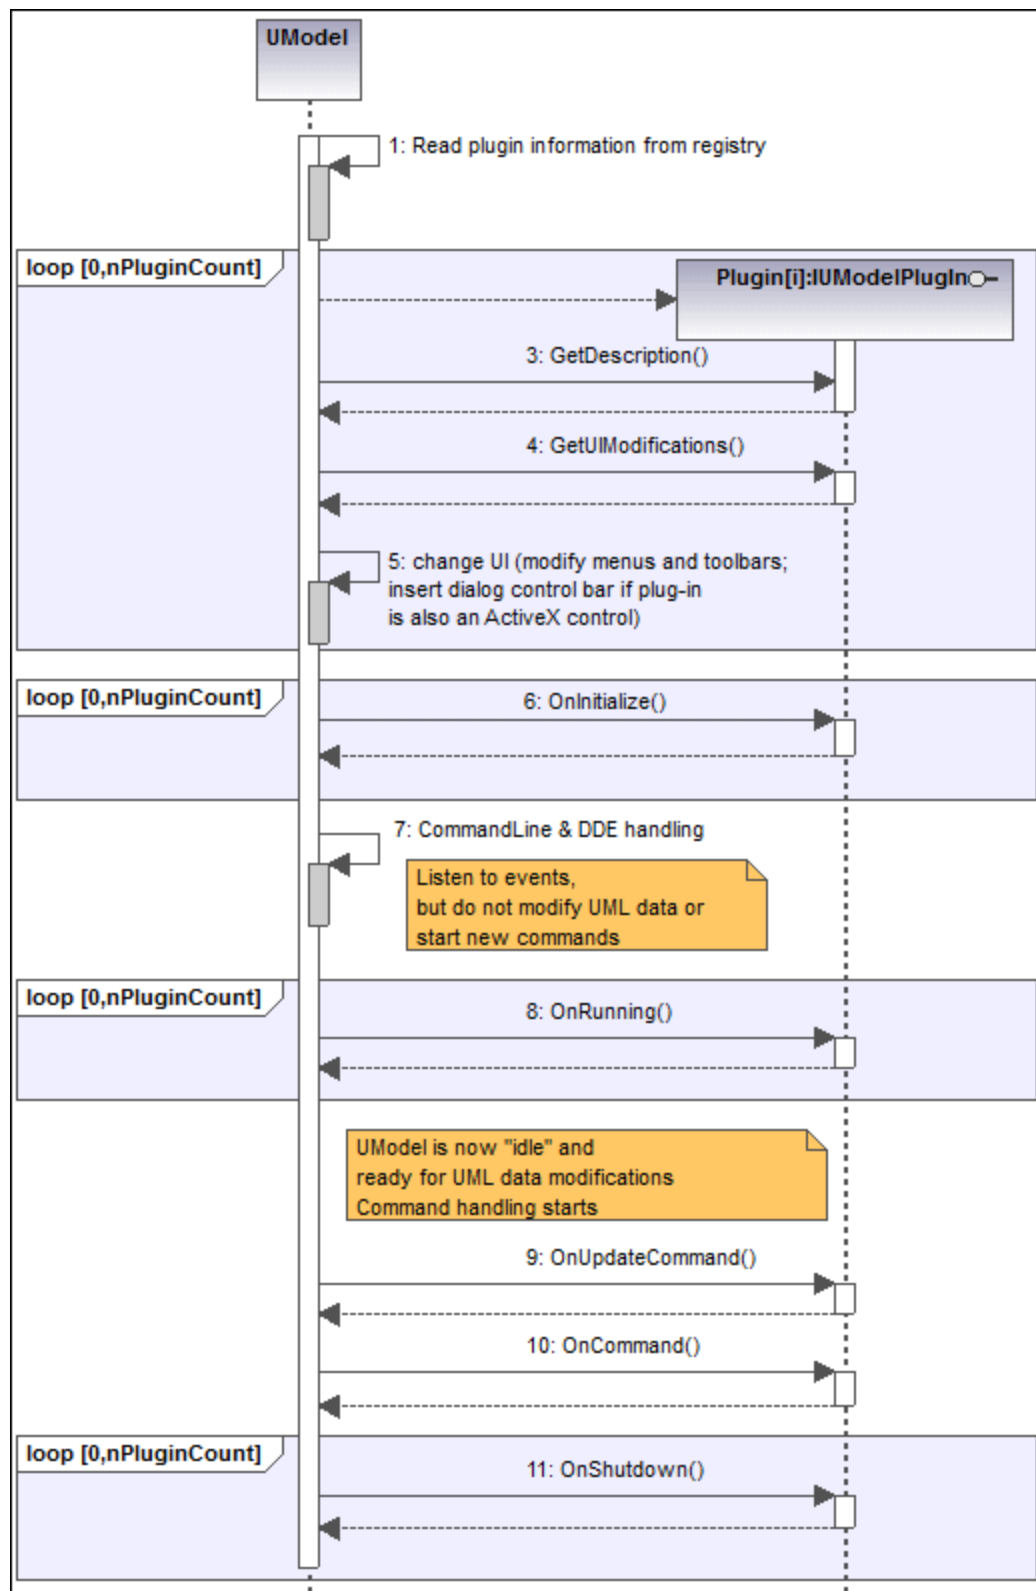 UModel
1: Read plugin information from registry
loop [0,nPluginCount]
Plugin[i]:IUModelPlugIn
3: GetDescription()
4: GetUIModifications()
5: change UI (modify menus and toolbars;
insert dialog control bar if plug-in
is also an ActiveX control)
loop [0,nPluginCount]
6: OnInitialize()
7: CommandLine & DDE handling
Listen to events,
but do not modify UML data or
start new commands
loop [0,nPluginCount]
8: OnRunning()
UModel is now "idle" and
ready for UML data modifications
Command handling starts
9: OnUpdateCommand()
10: OnCommand()
loop [0,nPluginCount]
11: OnShutdown()